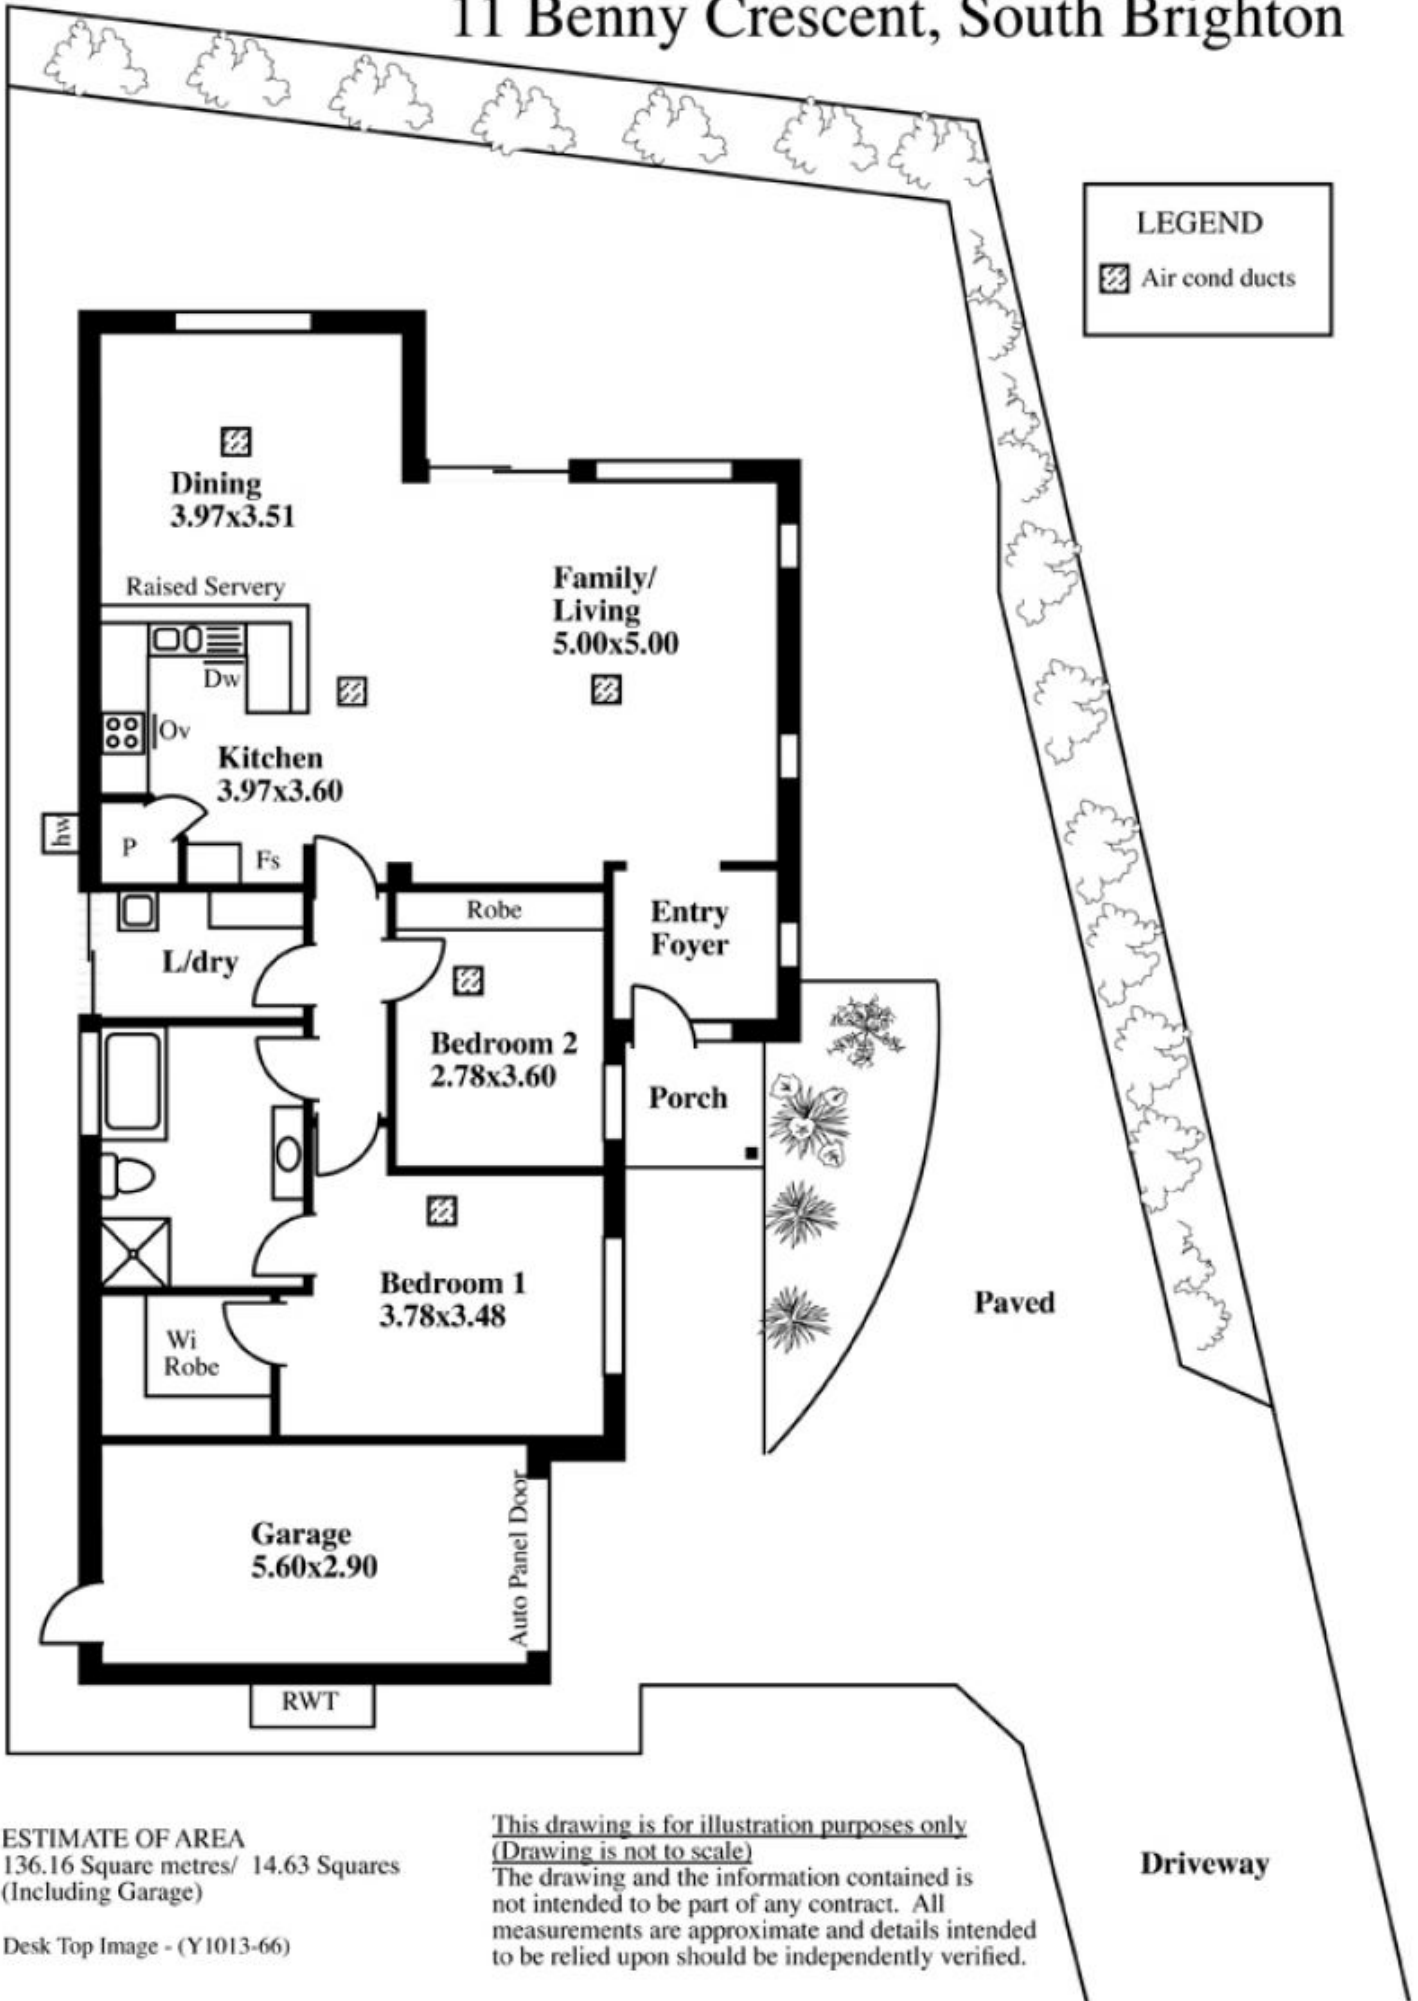 11 Benny Crescent, South Brighton
LEGEND
Air cond ducts
Dining
3.97x3.51
Raised Servery
Family/
Living
5.00x5.00
Dw
Ov
Kitchen
3.97x3.60
hw
P
Fs
Robe
Entry
Foyer
L/dry
Bedroom 2
2.78x3.60
Porch
Bedroom 1
3.78x3.48
Paved
Wi
Robe
Garage
5.60x2.90
Auto Panel Door
RWT
ESTIMATE OF AREA
136.16 Square metres/ 14.63 Squares
(Including Garage)
Desk Top Image - (Y1013-66)
This drawing is for illustration purposes only
(Drawing is not to scale)
The drawing and the information contained is
not intended to be part of any contract. All
measurements are approximate and details intended
to be relied upon should be independently verified.
Driveway